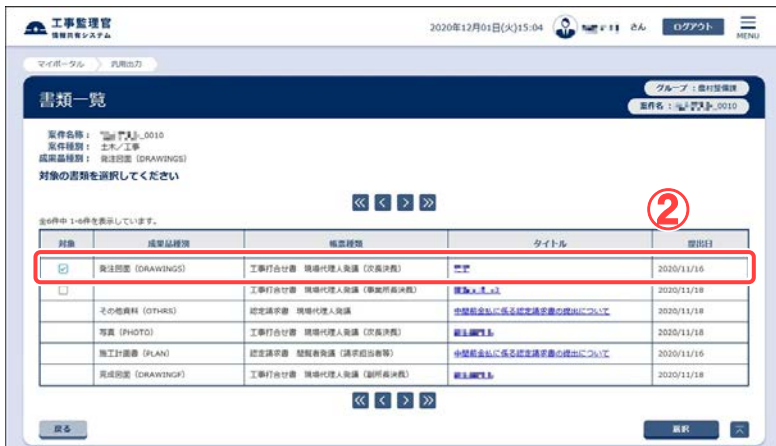 工事監理官
情報共有システム
2020年12月01日(火)15:04 さん ログアウト MENU
マイポータル 汎用出力
書類一覧
グループ：農村整備課
案件名： _0010
案件名称： _0010
案件種別： 土木/工事
成果品種別： 発注図面 (DRAWINGS)
対象の書類を選択してください
全6件中 1-6件を表示しています。
②
対象 成果品種別 帳票種類 タイトル 提出日
発注図面 (DRAWINGS) 工事打合せ書 現場代理人発議 (次長決裁) 2020/11/16
工事打合せ書 現場代理人発議 (事業所長決裁) 2020/11/18
その他資料 (OTHRS) 認定請求書 現場代理人発議 中間前金払に係る認定請求書の提出について 2020/11/18
写真 (PHOTO) 工事打合せ書 現場代理人発議 (次長決裁) 2020/11/18
施工計画書 (PLAN) 認定請求書 閲覧者発議 (請求担当者等) 中間前金払に係る認定請求書の提出について 2020/11/16
完成図面 (DRAWINGF) 工事打合せ書 現場代理人発議 (副所長決裁) 2020/11/18
戻る 選択